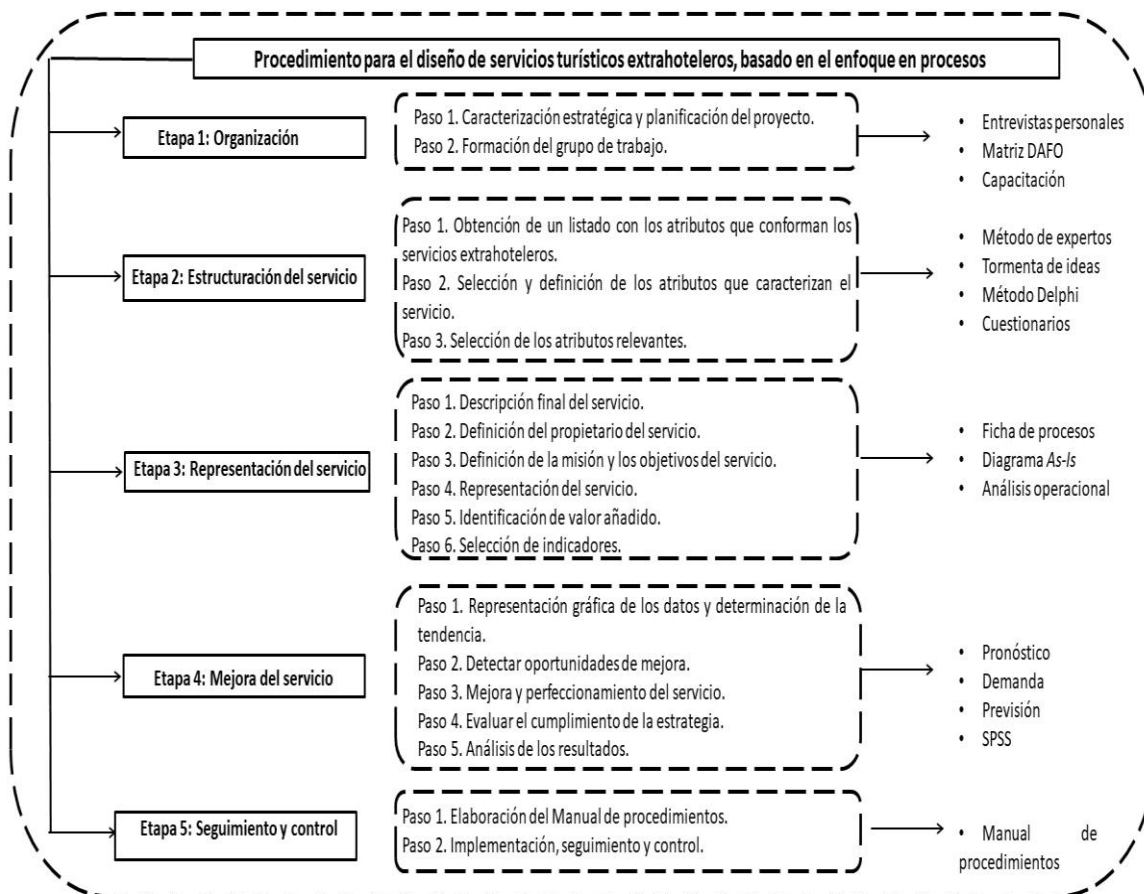 Procedimiento para el diseño de servicios turísticos extrahoteleros, basado en el enfoque en procesos
Etapa 1: Organización
Paso 1. Caracterización estratégica y planificación del proyecto.
Paso 2. Formación del grupo de trabajo.
• Entrevistas personales
• Matriz DAFO
• Capacitación
Etapa 2: Estructuración del servicio
Paso 1. Obtención de un listado con los atributos que conforman los
servicios extrahoteleros.
Paso 2. Selección y definición de los atributos que caracterizan el
servicio.
Paso 3. Selección de los atributos relevantes.
• Método de expertos
• Tormenta de ideas
• Método Delphi
• Cuestionarios
Etapa 3: Representación del servicio
Paso 1. Descripción final del servicio.
Paso 2. Definición del propietario del servicio.
Paso 3. Definición de la misión y los objetivos del servicio.
Paso 4. Representación del servicio.
Paso 5. Identificación de valor añadido.
Paso 6. Selección de indicadores.
• Ficha de procesos
• Diagrama As-Is
• Análisis operacional
Etapa 4: Mejora del servicio
Paso 1. Representación gráfica de los datos y determinación de la
tendencia.
Paso 2. Detectar oportunidades de mejora.
Paso 3. Mejora y perfeccionamiento del servicio.
Paso 4. Evaluar el cumplimiento de la estrategia.
Paso 5. Análisis de los resultados.
• Pronóstico
• Demanda
• Previsión
• SPSS
Etapa 5: Seguimiento y control
Paso 1. Elaboración del Manual de procedimientos.
Paso 2. Implementación, seguimiento y control.
• Manual de
procedimientos